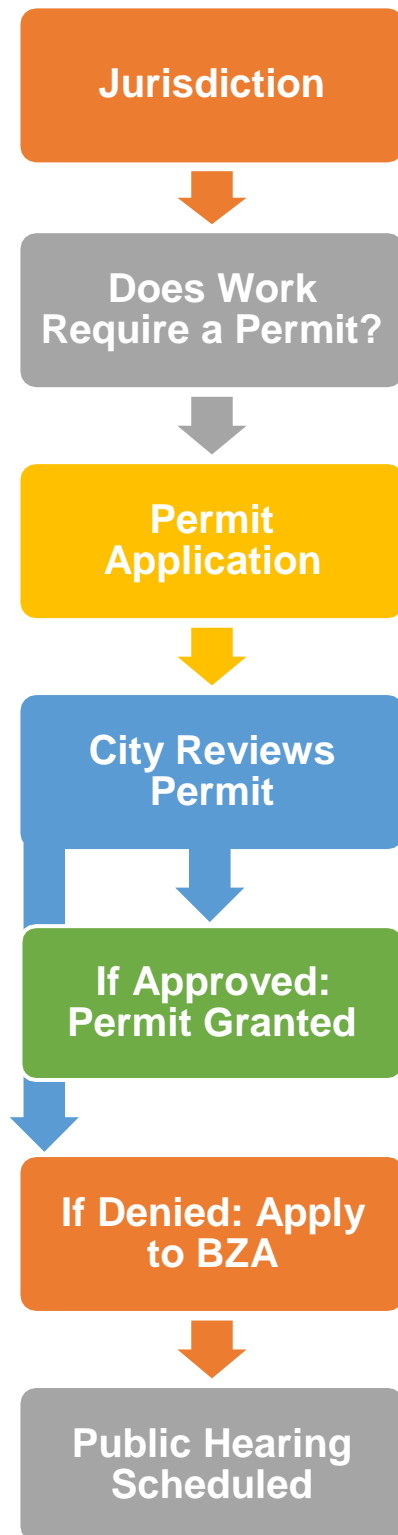 Jurisdiction
Does Work
Require a Permit?
Permit
Application
City Reviews
Permit
If Approved:
Permit Granted
If Denied: Apply
to BZA
Public Hearing
Scheduled